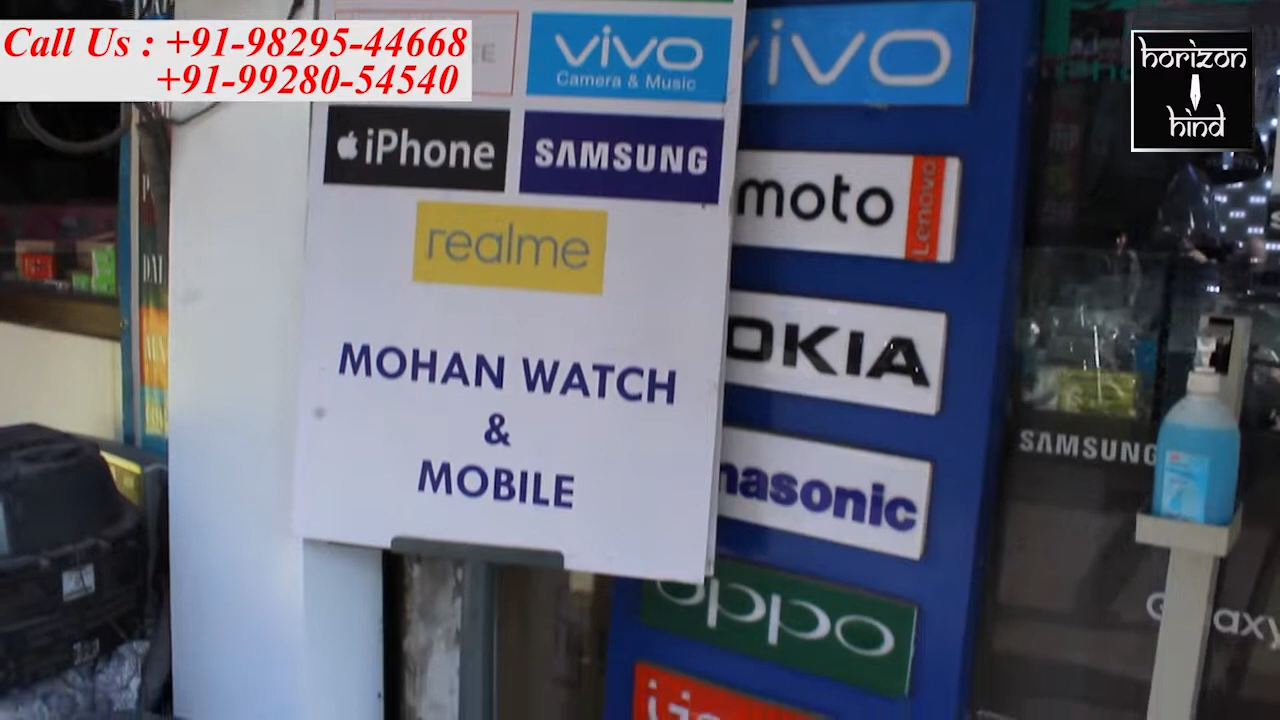 Call Us : +91-98295-44668
+91-99280-54540
horizon
hind
vivo
Camera & Music
iPhone
SAMSUNG
realme
MOHAN WATCH
&
MOBILE
vivo
moto
Lenovo
OKIA
nasonic
oppo
SAMSUNG